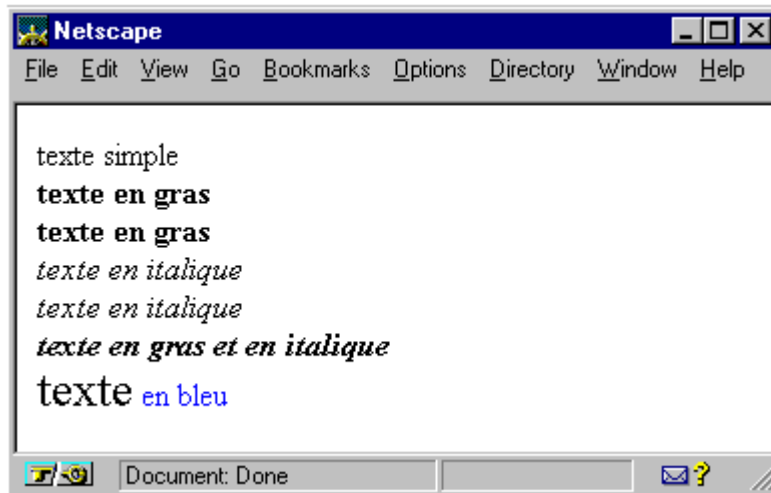 Netscape
File Edit View Go Bookmarks Options Directory Window Help
texte simple
texte en gras
texte en gras
texte en italique
texte en italique
texte en gras et en italique
texte en bleu
Document: Done